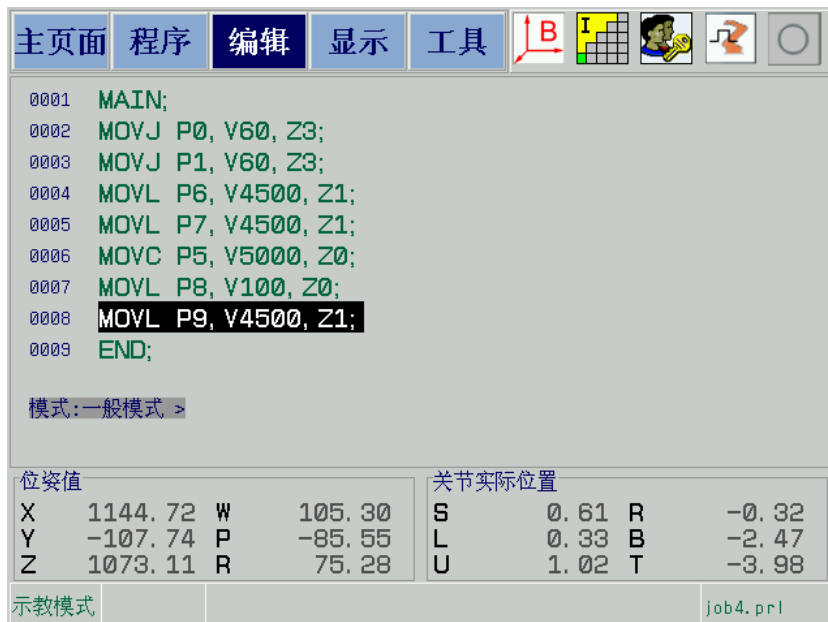 主页面 程序 编辑 显示 工具 B I
0001 MAIN;
0002 MOVJ P0, V60, Z3;
0003 MOVJ P1, V60, Z3;
0004 MOVL P6, V4500, Z1;
0005 MOVL P7, V4500, Z1;
0006 MOVC P5, V5000, Z0;
0007 MOVL P8, V100, Z0;
0008 MOVL P9, V4500, Z1;
0009 END;
模式:一般模式 >
位姿值 关节实际位置
X 1144.72 W 105.30 S 0.61 R -0.32
Y -107.74 P -85.55 L 0.33 B -2.47
Z 1073.11 R 75.28 U 1.02 T -3.98
示教模式 job4.prl